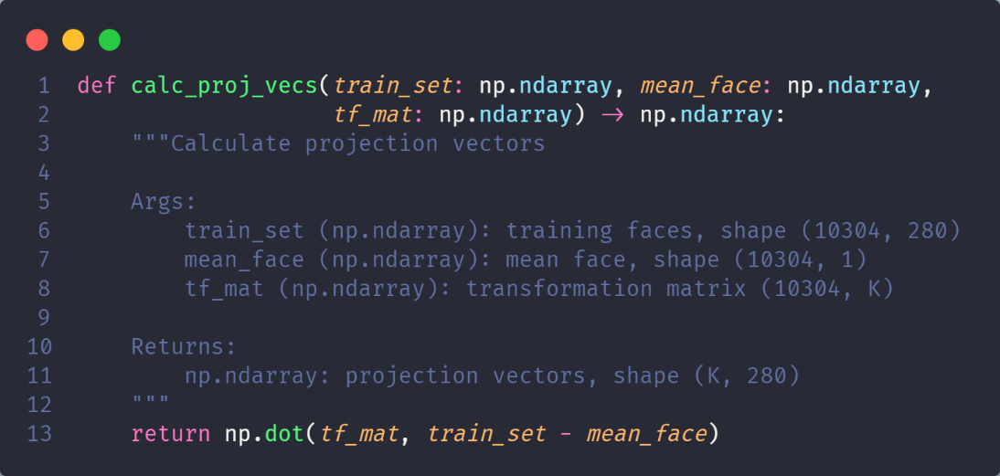 1 def calc_proj_vecs(train_set: np.ndarray, mean_face: np.ndarray,
2 tf_mat: np.ndarray) -> np.ndarray:
3 """Calculate projection vectors
4
5 Args:
6 train_set (np.ndarray): training faces, shape (10304, 280)
7 mean_face (np.ndarray): mean face, shape (10304, 1)
8 tf_mat (np.ndarray): transformation matrix (10304, K)
9
10 Returns:
11 np.ndarray: projection vectors, shape (K, 280)
12 """
13 return np.dot(tf_mat, train_set - mean_face)